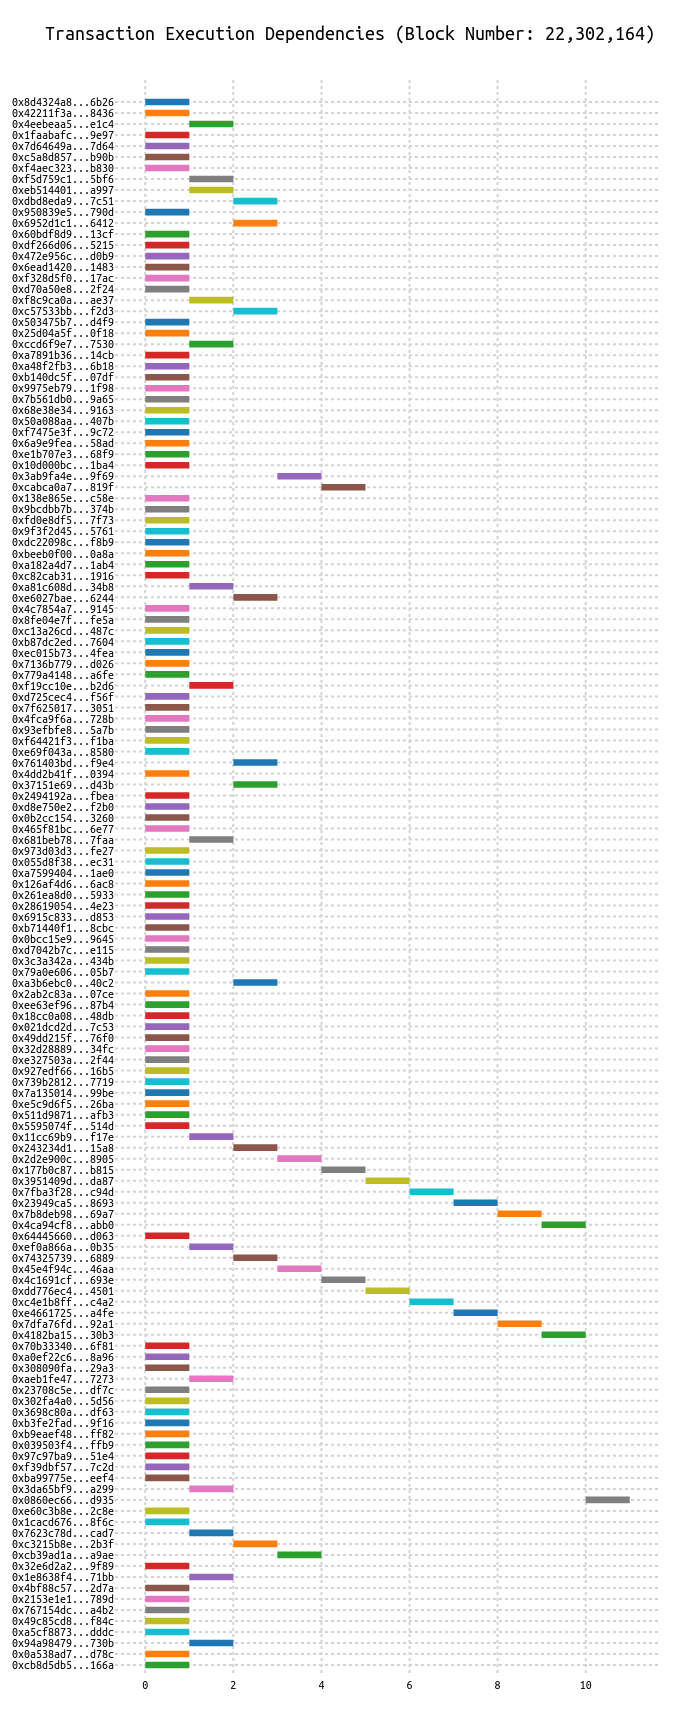 Transaction Execution Dependencies (Block Number: 22,302,164)
0x8d4324a8...6b26
0x42211f3a...8436
0x4eebeaa5...e1c4
0x1faabafc...9e97
0x7d64649a...7d64
0xc5a8d857...b90b
0xf4aec323...b830
0xf5d759c1...5bf6
0xeb514401...a997
0xdbd8eda9...7c51
0x950839e5...790d
0x6952d1c1...6412
0x60bdf8d9...13cf
0xdf266d06...5215
0x472e956c...d0b9
0x6ead1420...1483
0xf328d5f0...17ac
0xd70a50e8...2f24
0xf8c9ca0a...ae37
0xc57533bb...f2d3
0x503475b7...d4f9
0x25d04a5f...0f18
0xccd6f9e7...7530
0xa7891b36...14cb
0xa48f2fb3...6b18
0xb140dc5f...07df
0x9975eb79...1f98
0x7b561db0...9a65
0x68e38e34...9163
0x50a088aa...407b
0xf7475e3f...9c72
0x6a9e9fea...58ad
0xe1b707e3...68f9
0x10d000bc...1ba4
0x3ab9fa4e...9f69
0xcabca0a7...819f
0x138e865e...c58e
0x9bcdbb7b...374b
0xfd0e8df5...7f73
0x9f3f2d45...5761
0xdc22098c...f8b9
0xbeeb0f00...0a8a
0xa182a4d7...1ab4
0xc82cab31...1916
0xa81c608d...34b8
0xe6027bae...6244
0x4c7854a7...9145
0x8fe04e7f...fe5a
0xc13a26cd...487c
0xb87dc2ed...7604
0xec015b73...4fea
0x7136b779...d026
0x779a4148...a6fe
0xf19cc10e...b2d6
0xd725cec4...f56f
0x7f625017...3051
0x4fca9f6a...728b
0x93efbfe8...5a7b
0xf64421f3...f1ba
0xe69f043a...8580
0x761403bd...f9e4
0x4dd2b41f...0394
0x37151e69...d43b
0x2494192a...fbea
0xd8e750e2...f2b0
0x0b2cc154...3260
0x465f81bc...6e77
0x681beb78...7faa
0x973d03d3...fe27
0x055d8f38...ec31
0xa7599404...1ae0
0x126af4d6...6ac8
0x261ea8d0...5933
0x28619054...4e23
0x6915c833...d853
0xb71440f1...8cbc
0x0bcc15e9...9645
0xd7042b7c...e115
0x3c3a342a...434b
0x79a0e606...05b7
0xa3b6ebc0...40c2
0x2ab2c83a...07ce
0xee63ef96...87b4
0x18cc0a08...48db
0x021dcd2d...7c53
0x49dd215f...76f0
0x32d28889...34fc
0xe327503a...2f44
0x927edf66...16b5
0x739b2812...7719
0x7a135014...99be
0xe5c9d6f5...26ba
0x511d9871...afb3
0x5595074f...514d
0x11cc69b9...f17e
0x243234d1...15a8
0x2d2e900c...8905
0x177b0c87...b815
0x3951409d...da87
0x7fba3f28...c94d
0x23949ca5...8693
0x7b8deb98...69a7
0x4ca94cf8...abb0
0x64445660...d063
0xef0a866a...0b35
0x74325739...6889
0x45e4f94c...46aa
0x4c1691cf...693e
0xdd776ec4...4501
0xc4e1b8ff...c4a2
0xe4661725...a4fe
0x7dfa76fd...92a1
0x4182ba15...30b3
0x70b33340...6f81
0xa0ef22c6...8a96
0x308090fa...29a3
0xaeb1fe47...7273
0x23708c5e...df7c
0x302fa4a0...5d56
0x3698c80a...df63
0xb3fe2fad...9f16
0xb9eaef48...ff82
0x039503f4...ffb9
0x97c97ba9...51e4
0xf39dbf57...7c2d
0xba99775e...eef4
0x3da65bf9...a299
0x0860ec66...d935
0xe60c3b8e...2c8e
0x1cacd676...8f6c
0x7623c78d...cad7
0xc3215b8e...2b3f
0xcb39ad1a...a9ae
0x32e6d2a2...9f89
0x1e8638f4...71bb
0x4bf88c57...2d7a
0x2153e1e1...789d
0x767154dc...a4b2
0x49c85cd8...f84c
0xa5cf8873...dddc
0x94a98479...730b
0x0a538ad7...d78c
0xcb8d5db5...166a
0 2 4 6 8 10